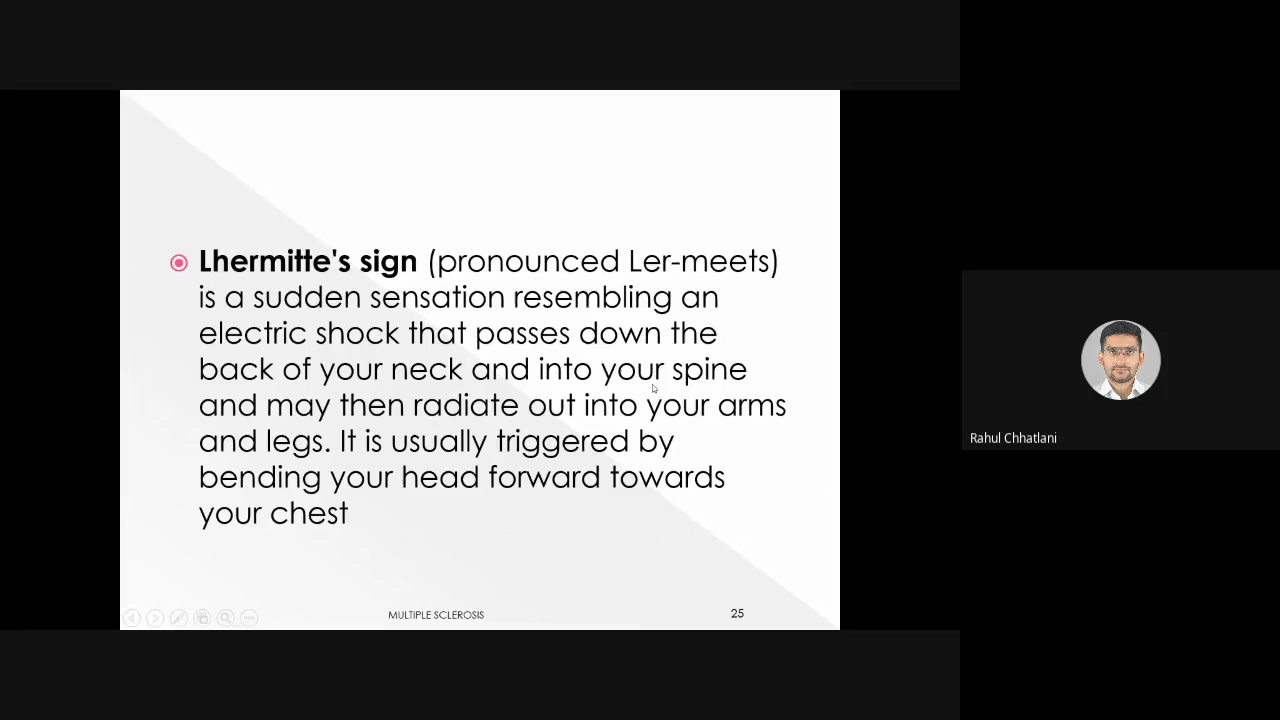 Lhermitte's sign (pronounced Ler-meets)
is a sudden sensation resembling an
electric shock that passes down the
back of your neck and into your spine
and may then radiate out into your arms
and legs. It is usually triggered by
bending your head forward towards
your chest
MULTIPLE SCLEROSIS
25
Rahul Chhatlani